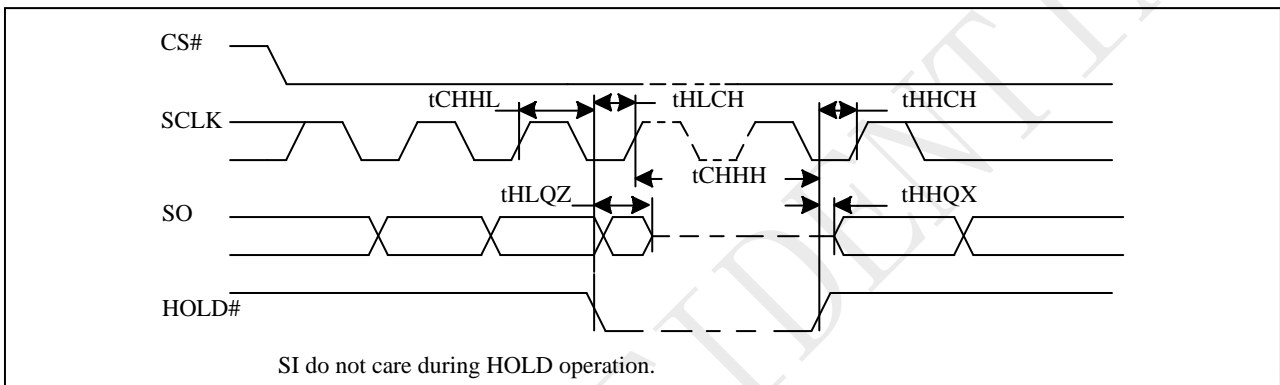 CS#
tCHHL
tHLCH
tHHCH
SCLK
tCHHH
tHLQZ
tHHQX
SO
HOLD#
SI do not care during HOLD operation.